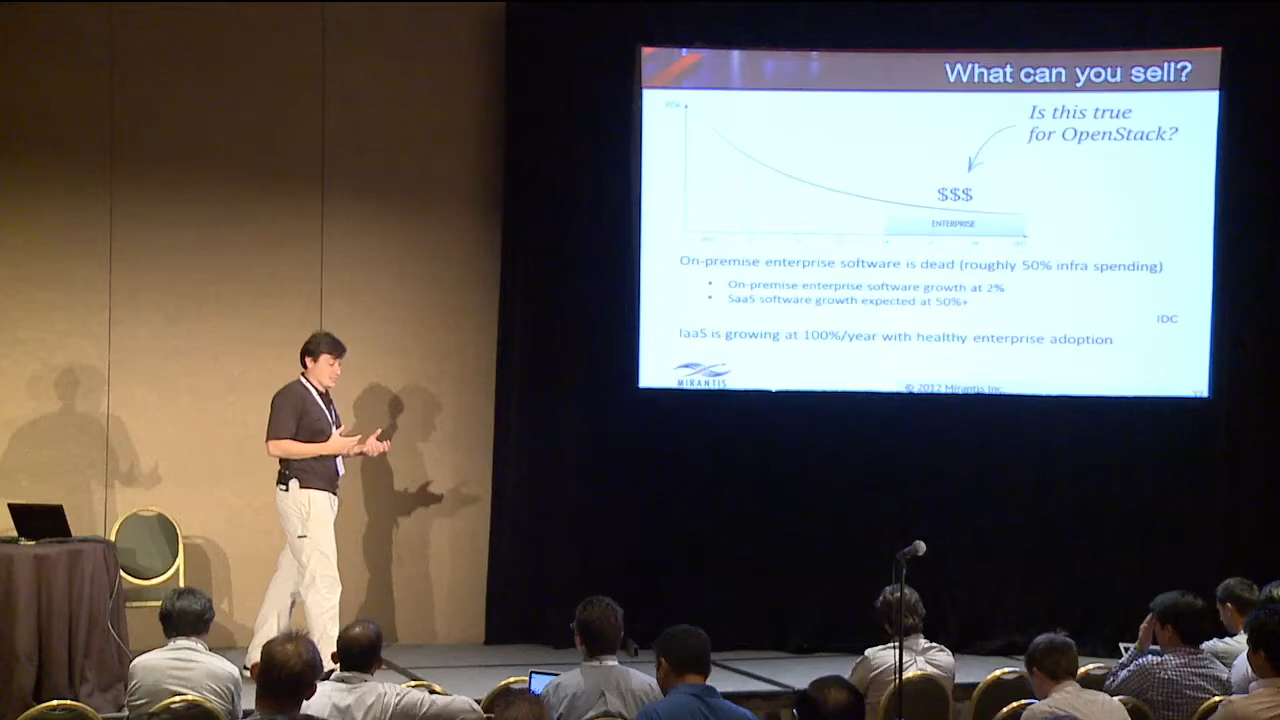 What can you sell?
RISK
Is this true
for OpenStack?
$$$
ENTERPRISE
On-premise enterprise software is dead (roughly 50% infra spending)
• On-premise enterprise software growth at 2%
• SaaS software growth expected at 50%+
IDC
IaaS is growing at 100%/year with healthy enterprise adoption
MIRANTIS
© 2012 Mirantis Inc.